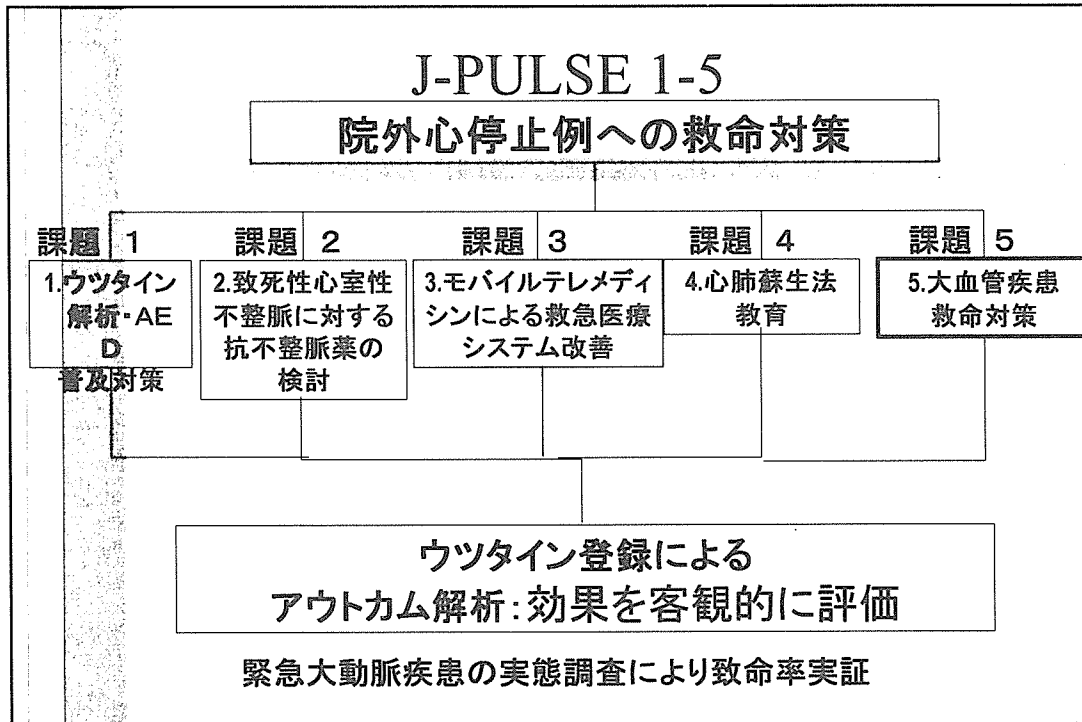 J-PULSE 1-5
院外心停止例への救命対策
課題 1
1.ウツタイン
解析・AE
D
普及対策
課題 2
2.致死性心室性
不整脈に対する
抗不整脈薬の
検討
課題 3
3.モバイルテレメディ
シンによる救急医療
システム改善
課題 4
4.心肺蘇生法
教育
課題 5
5.大血管疾患
救命対策
ウツタイン登録による
アウトカム解析:効果を客観的に評価
緊急大動脈疾患の実態調査により致命率実証